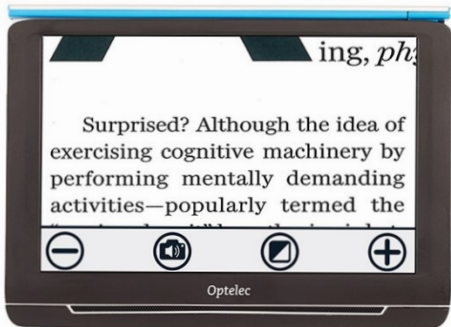 ing, ph
Surprised? Although the idea of
exercising cognitive machinery by
performing mentally demanding
activities—popularly termed the
Optelec